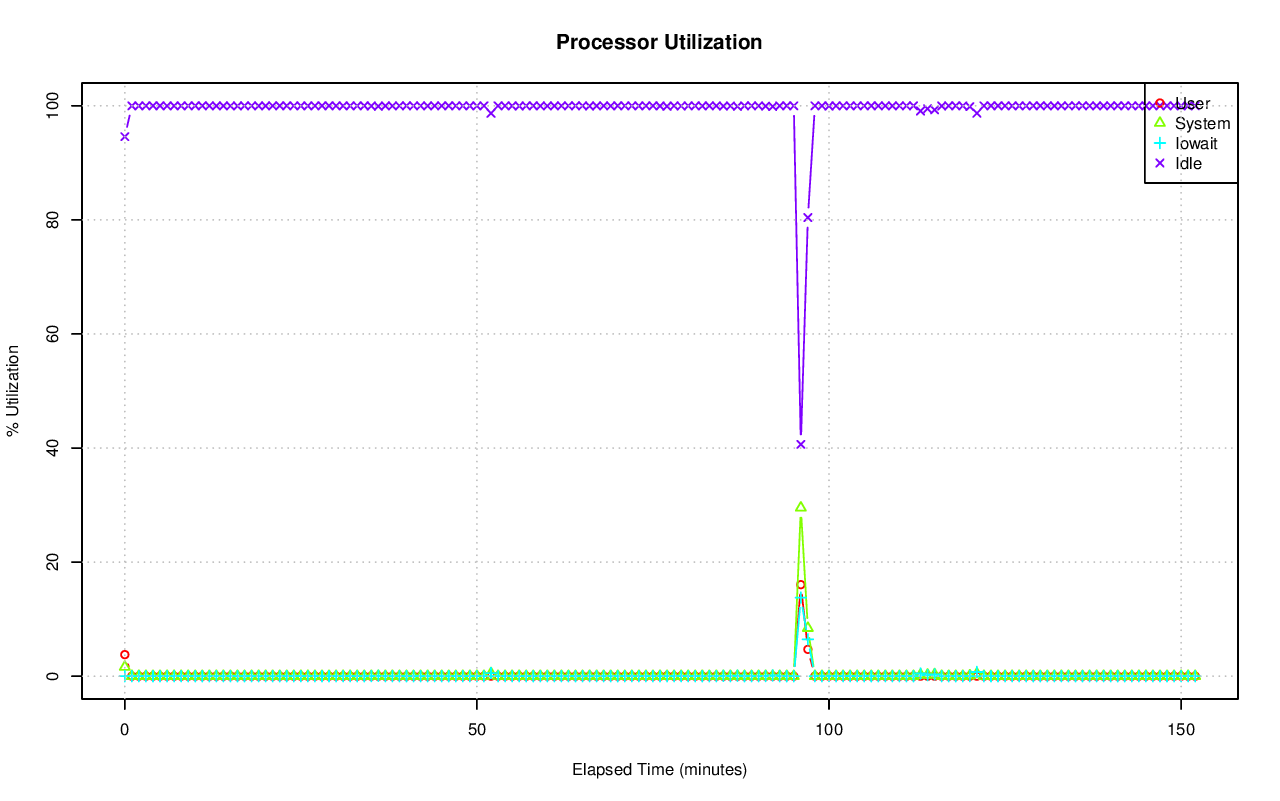 Processor Utilization
100
80
60
40
20
0
% Utilization
User
System
Iowait
Idle
0 50 100 150
Elapsed Time (minutes)